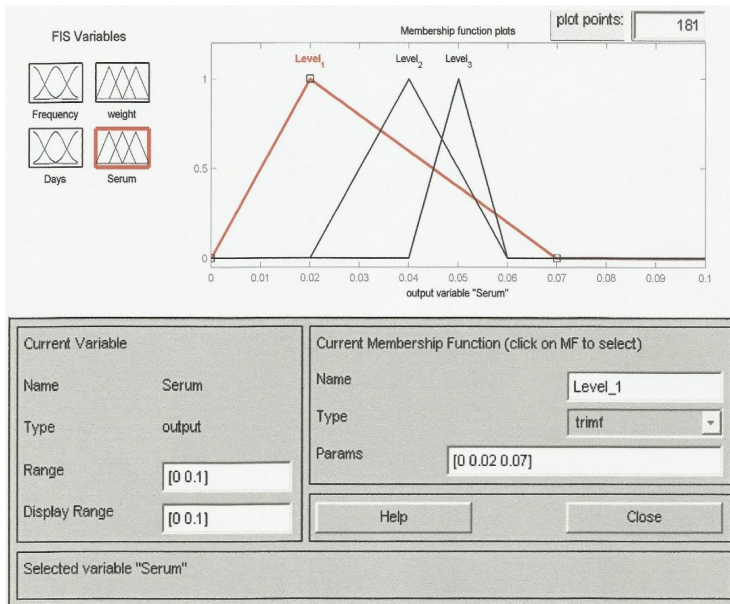 plot points: 181
FIS Variables
Membership function plots
Frequency weight
Days Serum
Level_1 Level_2 Level_3
1
0.5
0
0 0.01 0.02 0.03 0.04 0.05 0.06 0.07 0.08 0.09 0.1
output variable "Serum"
Current Variable
Name Serum
Type output
Range [0 0.1]
Display Range [0 0.1]
Current Membership Function (click on MF to select)
Name Level_1
Type trimf
Params [0 0.02 0.07]
Help Close
Selected variable "Serum"